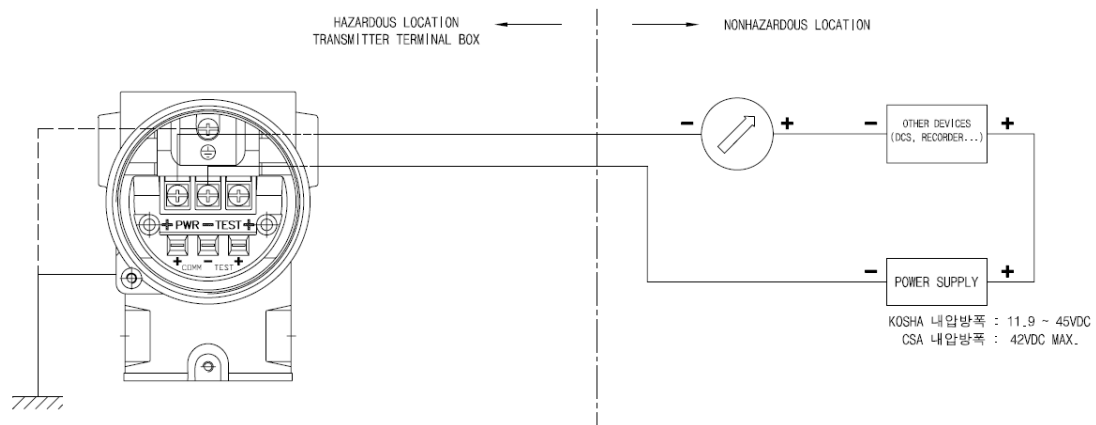 HAZARDOUS LOCATION
TRANSMITTER TERMINAL BOX
NONHAZARDOUS LOCATION
- + - OTHER DEVICES +
(DCS, RECORDER...)
+ PWR - TEST +
+ - +
COMM TEST
- POWER SUPPLY +
KOSHA 내압방폭 : 11.9 ~ 45VDC
CSA 내압방폭 : 42VDC MAX.